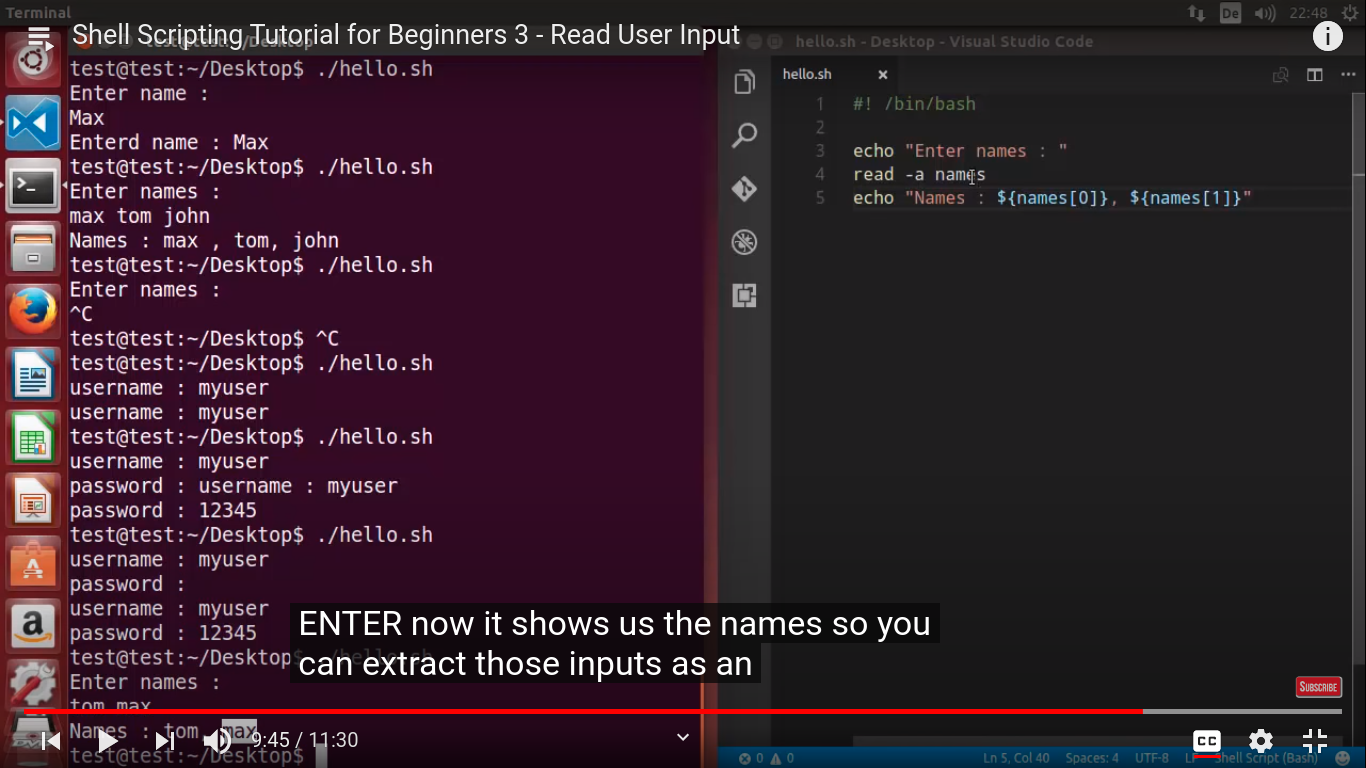 Terminal
De
22:48
Shell Scripting Tutorial for Beginners 3 - Read User Input
test@test:~/Desktop$ ./hello.sh
Enter name :
Max
Enterd name : Max
test@test:~/Desktop$ ./hello.sh
Enter names :
max tom john
Names : max , tom, john
test@test:~/Desktop$ ./hello.sh
Enter names :
^C
test@test:~/Desktop$ ^C
test@test:~/Desktop$ ./hello.sh
username : myuser
username : myuser
test@test:~/Desktop$ ./hello.sh
username : myuser
password : username : myuser
password : 12345
test@test:~/Desktop$ ./hello.sh
username : myuser
password :
username : myuser
password : 12345
test@test:~/Desktop$ ./hello.sh
Enter names :
tom max
Names : tom , max
test@test:~/Desktop$
hello.sh - Desktop - Visual Studio Code
hello.sh
1 #! /bin/bash
2
3 echo "Enter names : "
4 read -a names
5 echo "Names : ${names[0]}, ${names[1]}"
ENTER now it shows us the names so you
can extract those inputs as an
SUBSCRIBE
9:45 / 11:30
CC
0 0 Ln 5, Col 40 Spaces: 4 UTF-8 LF Shell Script (Bash)